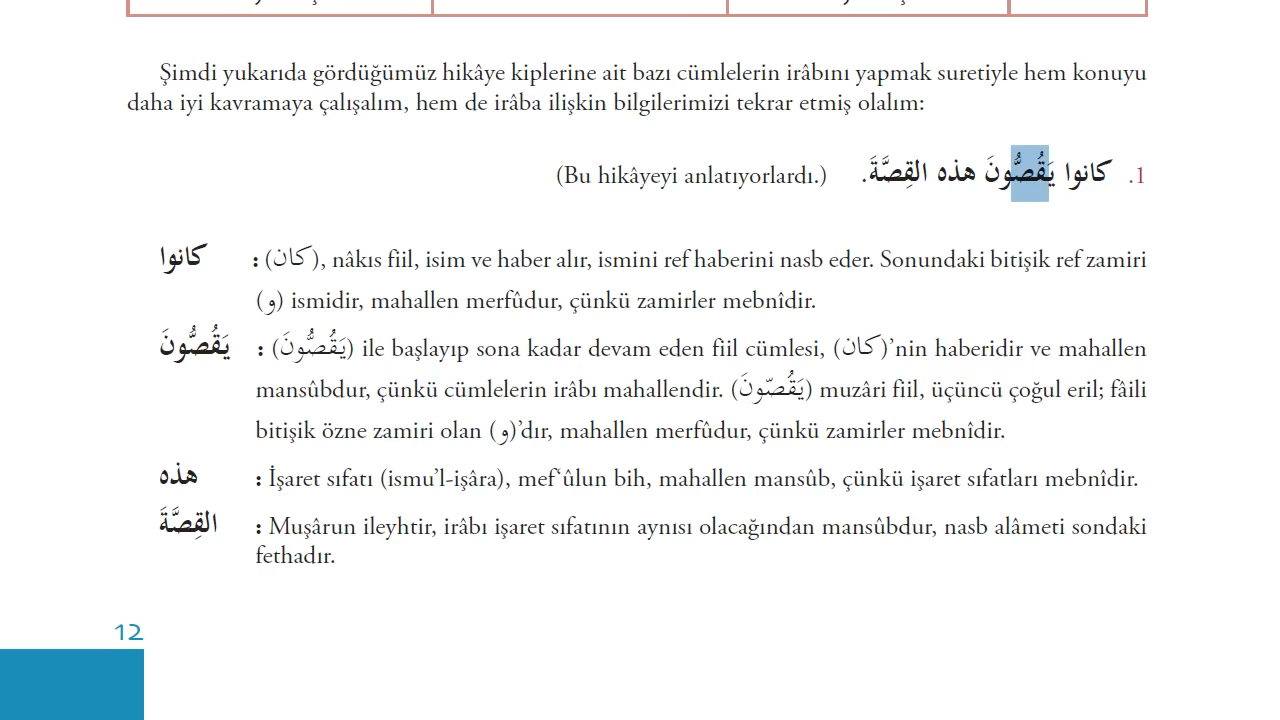 Şimdi yukarıda gördüğümüz hikâye kiplerine ait bazı cümlelerin irâbını yapmak suretiyle hem konuyu
daha iyi kavramaya çalışalım, hem de irâba ilişkin bilgilerimizi tekrar etmiş olalım:
1. كانوا يَقُصُّونَ هذه القِصَّةَ. (Bu hikâyeyi anlatıyorlardı.)
كانوا : (كان), nâkıs fiil, isim ve haber alır, ismini ref haberini nasb eder. Sonundaki bitişik ref zamiri
(و) ismidir, mahallen merfûdur, çünkü zamirler mebnîdir.
يَقُصُّونَ : (يَقُصُّونَ) ile başlayıp sona kadar devam eden fiil cümlesi, (كان)’nin haberidir ve mahallen
mansûbdur, çünkü cümlelerin irâbı mahallendir. (يَقُصّونَ) muzâri fiil, üçüncü çoğul eril; fâili
bitişik özne zamiri olan (و)’dır, mahallen merfûdur, çünkü zamirler mebnîdir.
هذه : İşaret sıfatı (ismu’l-işâra), mef‘ûlun bih, mahallen mansûb, çünkü işaret sıfatları mebnîdir.
القِصَّةَ : Muşârun ileyhtir, irâbı işaret sıfatının aynısı olacağından mansûbdur, nasb alâmeti sondaki
fethadır.
12